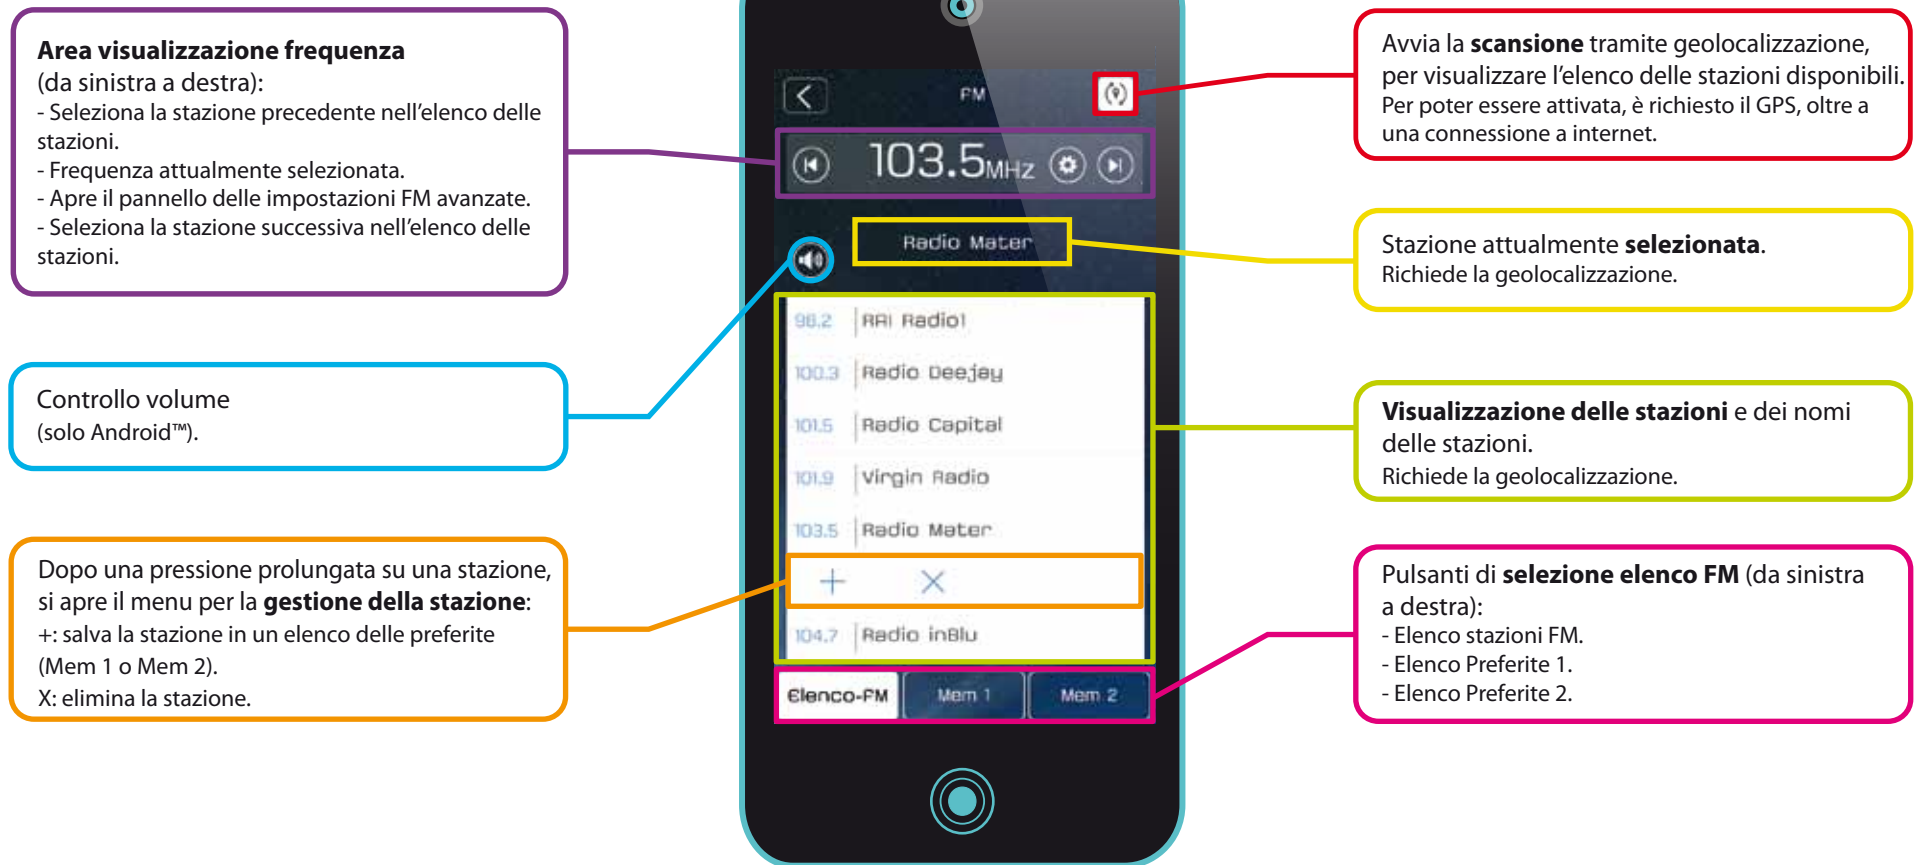 Area visualizzazione frequenza
(da sinistra a destra):
- Seleziona la stazione precedente nell'elenco delle
stazioni.
- Frequenza attualmente selezionata.
- Apre il pannello delle impostazioni FM avanzate.
- Seleziona la stazione successiva nell'elenco delle
stazioni.
Controllo volume
(solo Android™).
Dopo una pressione prolungata su una stazione,
si apre il menu per la gestione della stazione:
+: salva la stazione in un elenco delle preferite
(Mem 1 o Mem 2).
X: elimina la stazione.
FM
103.5MHz
Radio Mater
98.2 RAI Radio1
100.3 Radio Deejay
101.5 Radio Capital
101.9 Virgin Radio
103.5 Radio Mater
104.7 Radio inBlu
Elenco-FM Mem 1 Mem 2
Avvia la scansione tramite geolocalizzazione,
per visualizzare l'elenco delle stazioni disponibili.
Per poter essere attivata, è richiesto il GPS, oltre a
una connessione a internet.
Stazione attualmente selezionata.
Richiede la geolocalizzazione.
Visualizzazione delle stazioni e dei nomi
delle stazioni.
Richiede la geolocalizzazione.
Pulsanti di selezione elenco FM (da sinistra
a destra):
- Elenco stazioni FM.
- Elenco Preferite 1.
- Elenco Preferite 2.